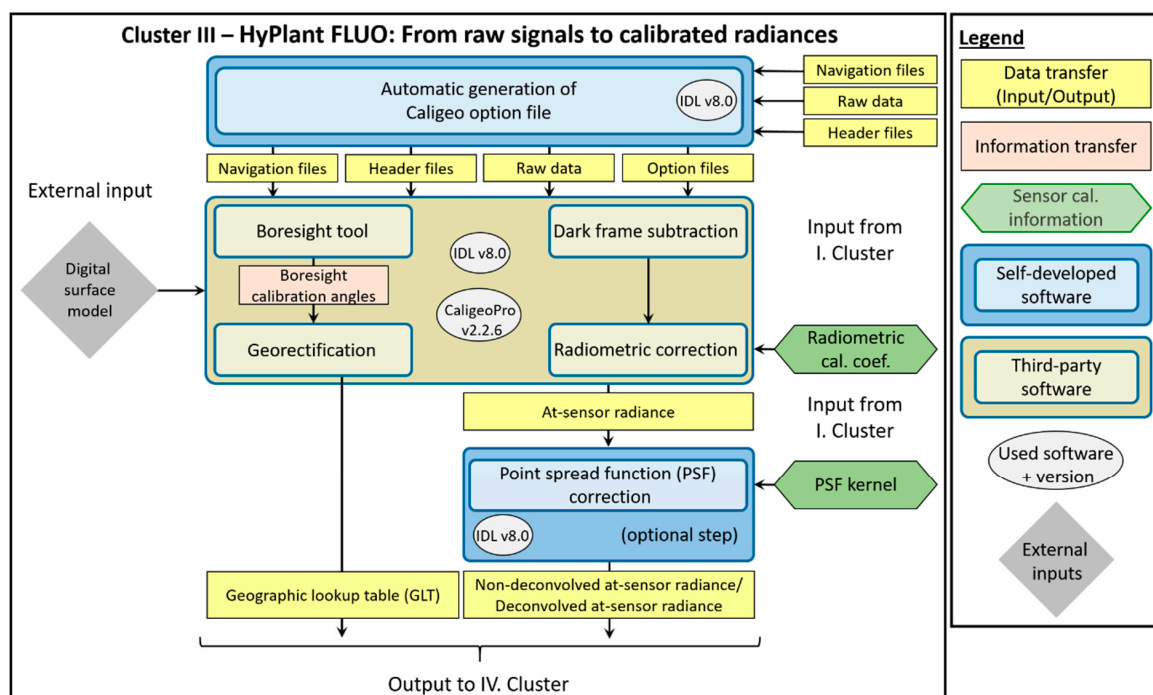 Cluster III – HyPlant FLUO: From raw signals to calibrated radiances
Automatic generation of
Caligeo option file
IDL v8.0
Navigation files
Raw data
Header files
Navigation files
Header files
Raw data
Option files
External input
Digital
surface
model
Boresight tool
Boresight
calibration angles
Georectification
IDL v8.0
CaligeoPro
v2.2.6
Dark frame subtraction
Radiometric correction
Input from
I. Cluster
Radiometric
cal. coef.
At-sensor radiance
Input from
I. Cluster
Point spread function (PSF)
correction
IDL v8.0
(optional step)
PSF kernel
Geographic lookup table (GLT)
Non-deconvolved at-sensor radiance/
Deconvolved at-sensor radiance
Output to IV. Cluster
Legend
Data transfer
(Input/Output)
Information transfer
Sensor cal.
information
Self-developed
software
Third-party
software
Used software
+ version
External
inputs